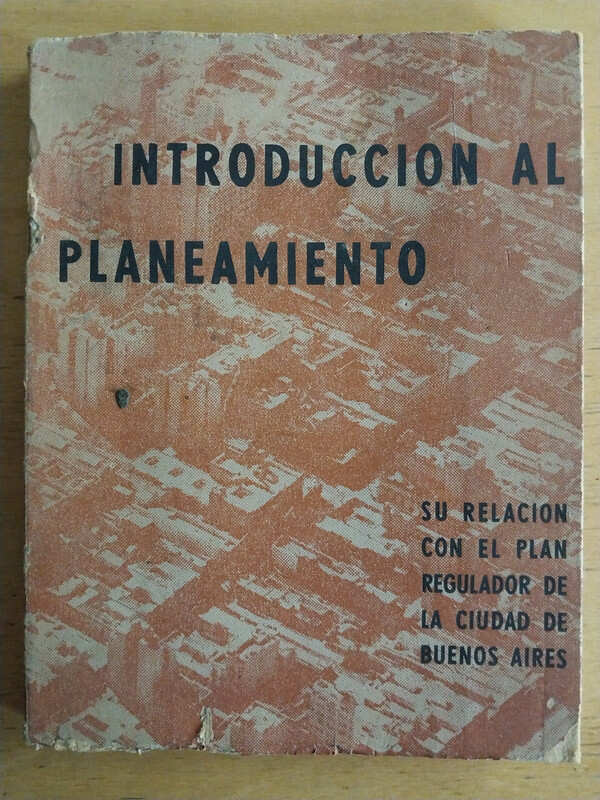 INTRODUCCION AL
PLANEAMIENTO
SU RELACION
CON EL PLAN
REGULADOR DE
LA CIUDAD DE
BUENOS AIRES